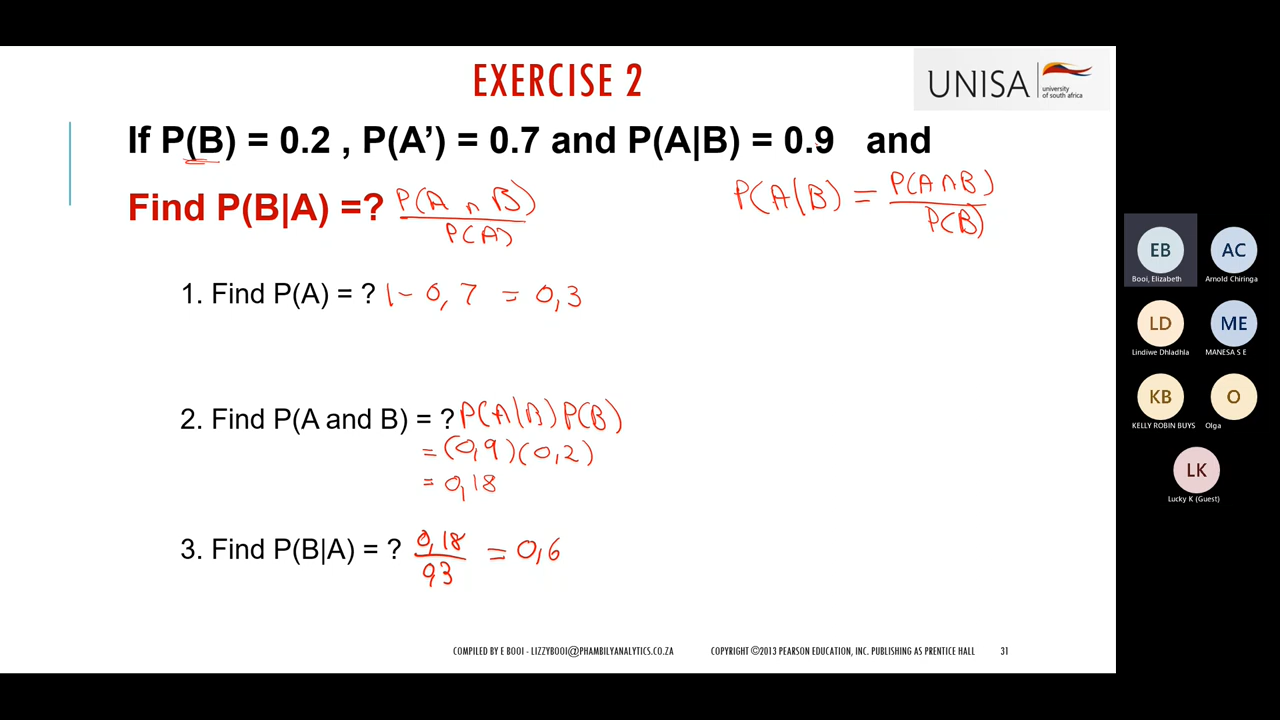 EXERCISE 2
UNISA university of south africa
If P(B) = 0.2 , P(A’) = 0.7 and P(A|B) = 0.9 and
Find P(B|A) =? P(A ∩ B) / P(A)
P(A|B) = P(A∩B) / P(B)
1. Find P(A) = ? 1 - 0,7 = 0,3
2. Find P(A and B) = ? P(A|B) P(B)
= (0,9)(0,2)
= 0,18
3. Find P(B|A) = ? 0,18 / 0,3 = 0,6
COMPILED BY E BOOI - LIZZYBOOI@PHAMBILYANALYTICS.CO.ZA
COPYRIGHT ©2013 PEARSON EDUCATION, INC. PUBLISHING AS PRENTICE HALL
31
EB
Booi, Elizabeth
AC
Arnold Chiringa
LD
Lindiwe Dhladhla
ME
MANESA S E
KB
KELLY ROBIN BUYS
O
Olga
LK
Lucky K (Guest)